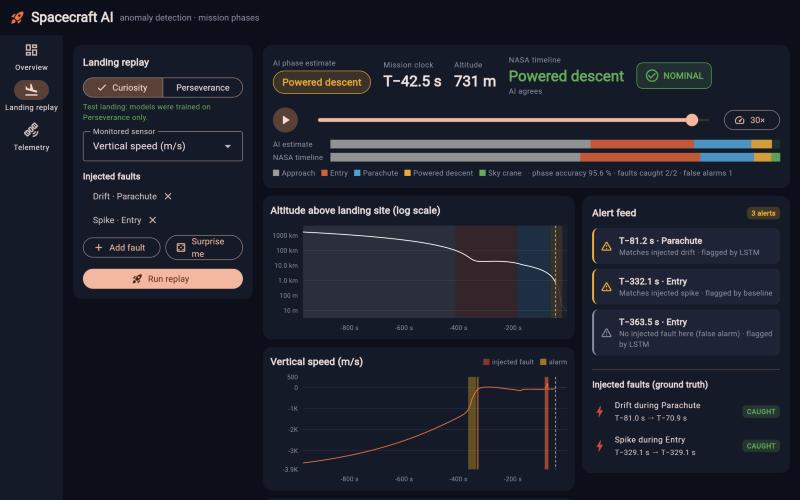 Spacecraft AI anomaly detection · mission phases
Overview
Landing replay
Telemetry
Landing replay
Curiosity Perseverance
Test landing: models were trained on
Perseverance only.
Monitored sensor
Vertical speed (m/s)
Injected faults
Drift · Parachute
Spike · Entry
Add fault
Surprise
me
Run replay
AI phase estimate
Powered descent
Mission clock
T−42.5 s
Altitude
731 m
NASA timeline
Powered descent
AI agrees
NOMINAL
30×
AI estimate
NASA timeline
Approach Entry Parachute Powered descent Sky crane · phase accuracy 95.6 % · faults caught 2/2 · false alarms 1
Altitude above landing site (log scale)
1000 km
100 km
10.0 km
1.0 km
100 m
10 m
-800 s -600 s -400 s -200 s
Vertical speed (m/s)
injected fault alarm
500
0
-1K
-2K
-3K
-3.9K
-800 s -600 s -400 s -200 s
Alert feed
3 alerts
T−81.2 s · Parachute
Matches injected drift · flagged by LSTM
T−332.1 s · Entry
Matches injected spike · flagged by baseline
T−363.5 s · Entry
No injected fault here (false alarm) · flagged
by LSTM
Injected faults (ground truth)
Drift during Parachute
T−81.0 s → T−70.9 s
CAUGHT
Spike during Entry
T−329.1 s → T−329.1 s
CAUGHT